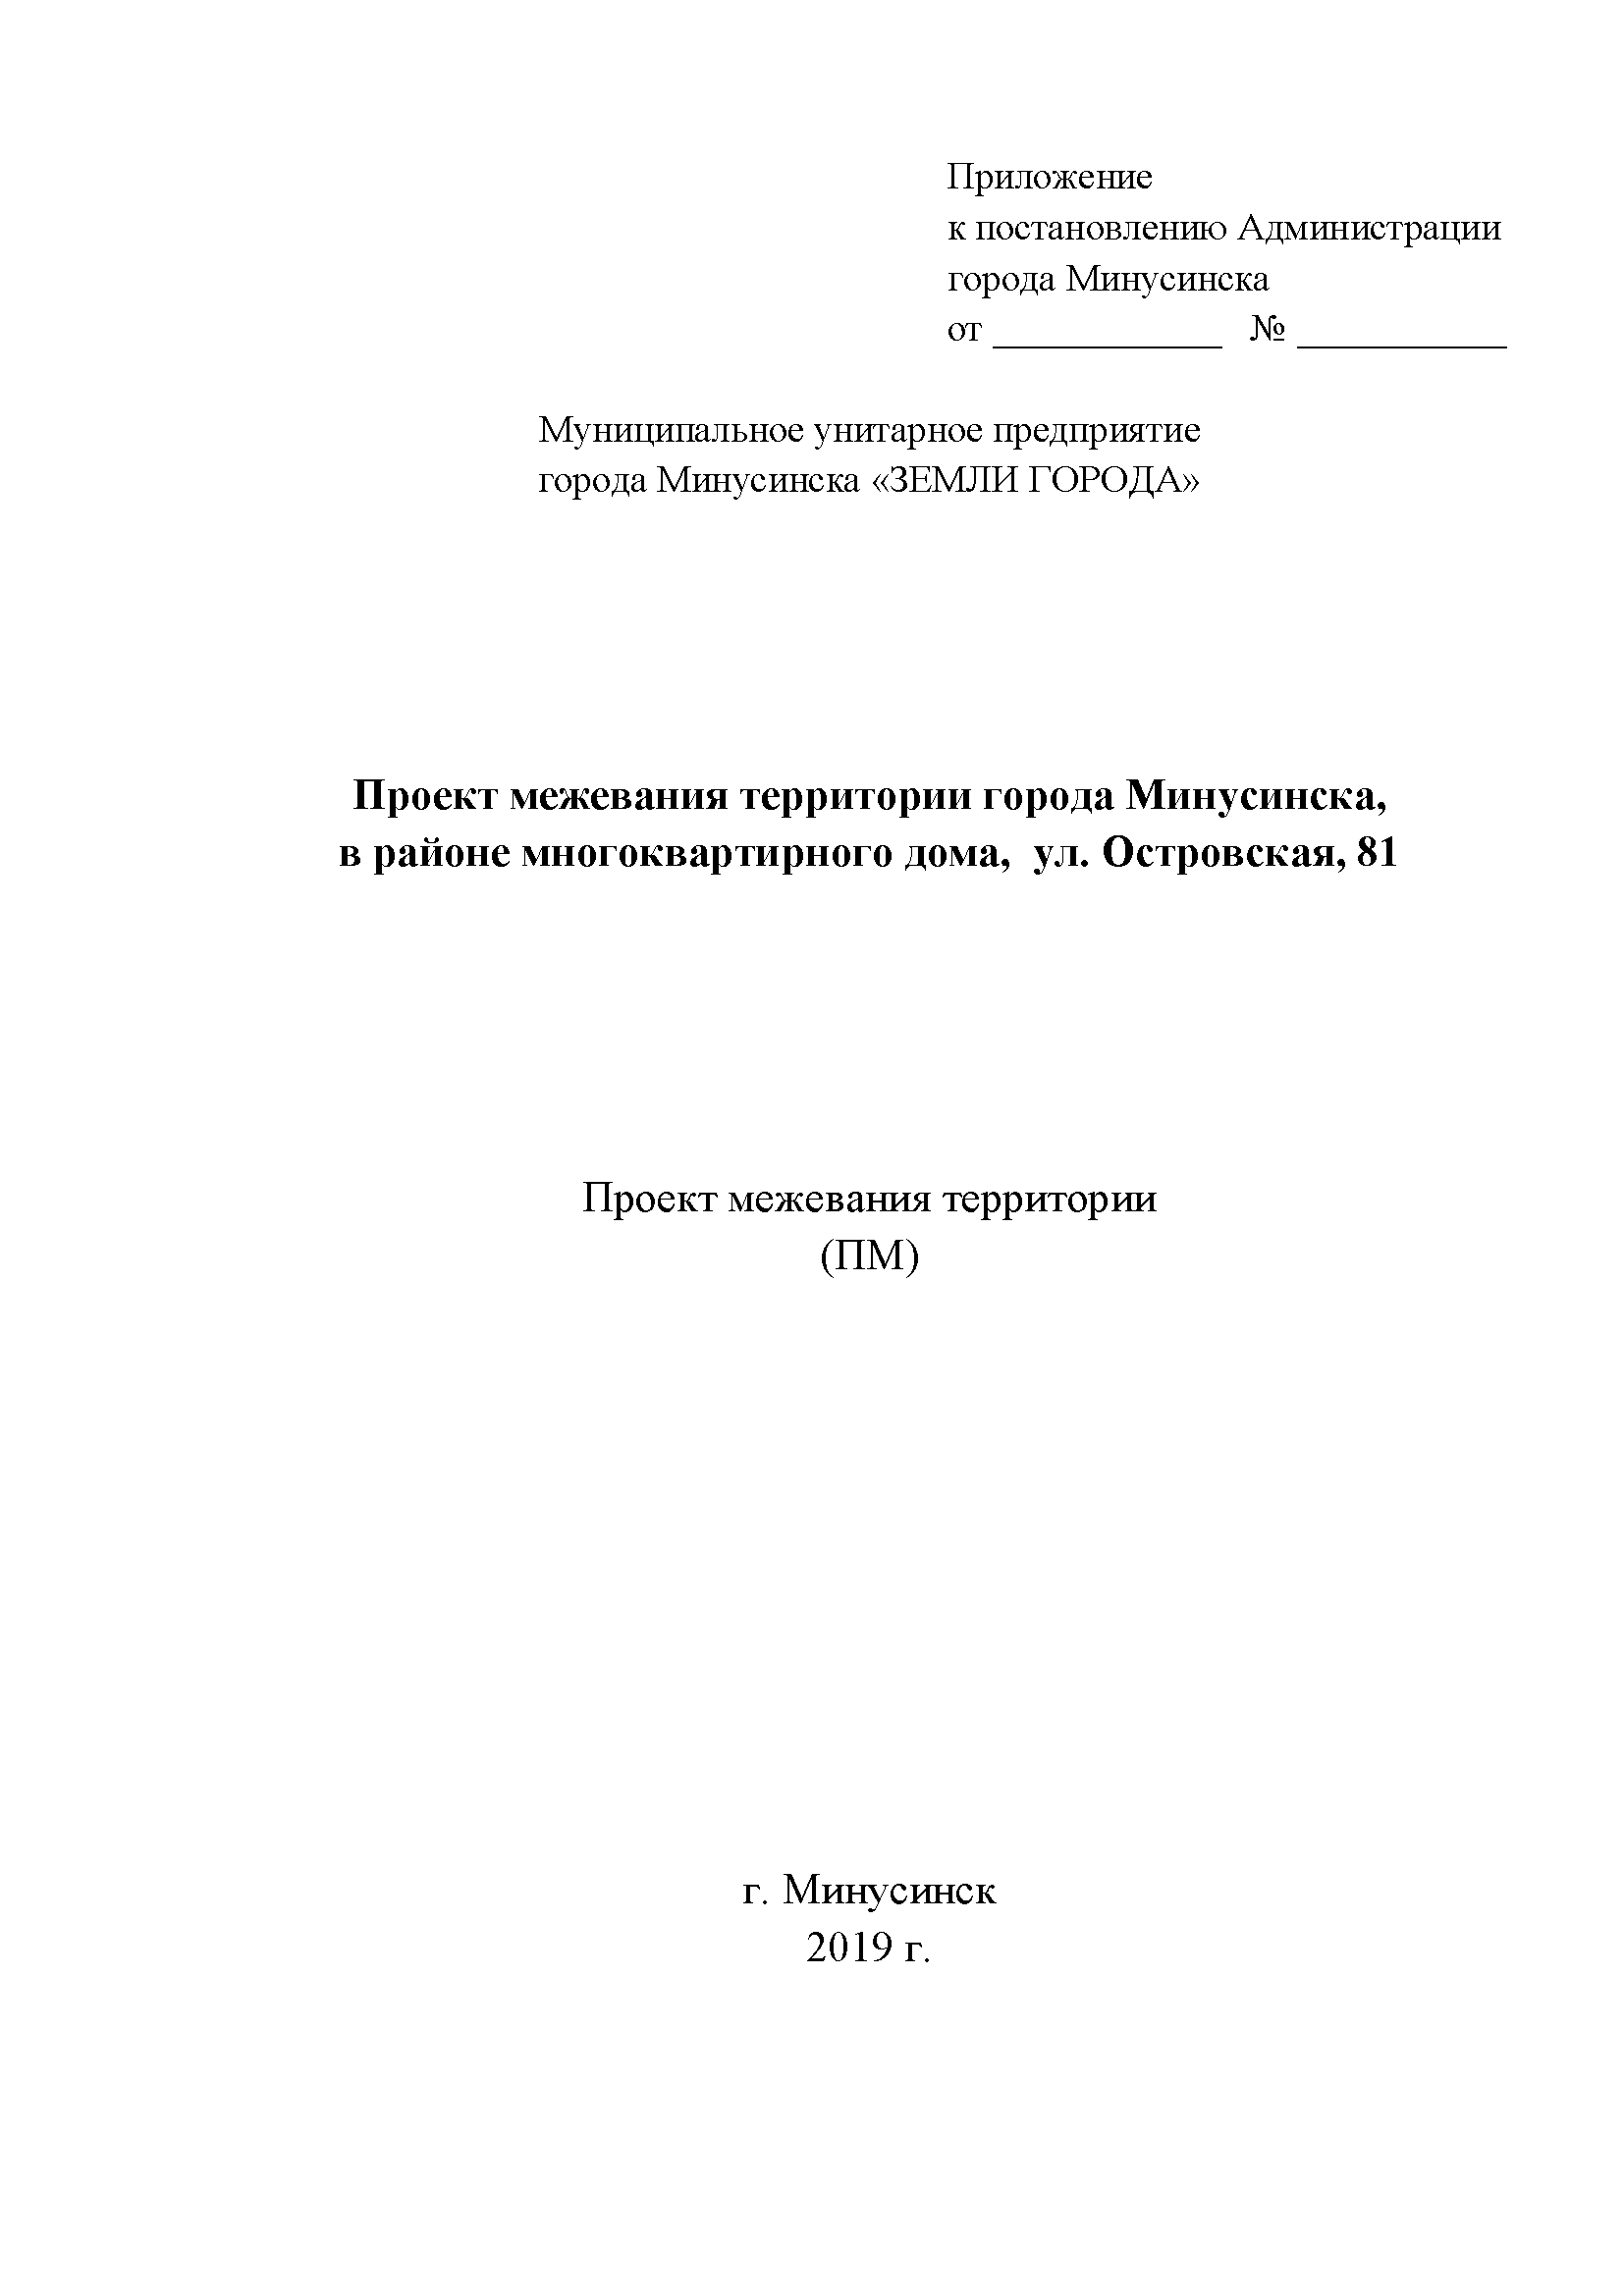 Приложение
к постановлению Администрации
города Минусинска
от ____________ № ___________
Муниципальное унитарное предприятие
города Минусинска «ЗЕМЛИ ГОРОДА»
Проект межевания территории города Минусинска,
в районе многоквартирного дома, ул. Островская, 81
Проект межевания территории
(ПМ)
г. Минусинск
2019 г.